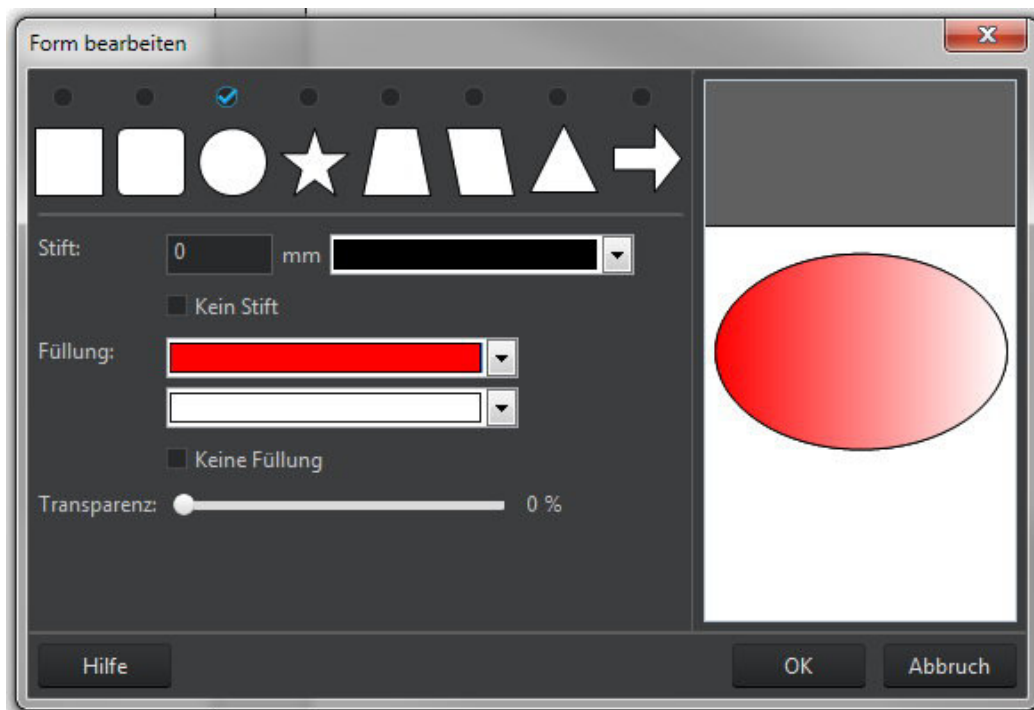 Form bearbeiten
Stift:
0
mm
Kein Stift
Füllung:
Keine Füllung
Transparenz:
0 %
Hilfe
OK
Abbruch